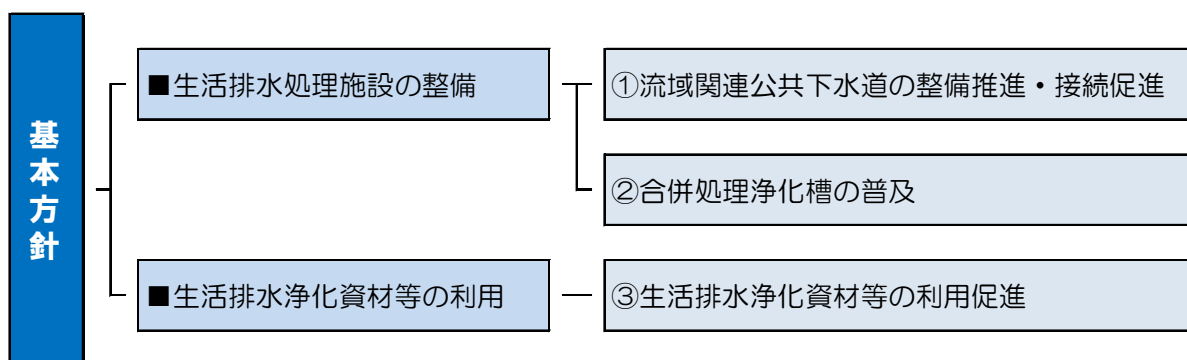 基本方針
■生活排水処理施設の整備
①流域関連公共下水道の整備推進・接続促進
②合併処理浄化槽の普及
■生活排水浄化資材等の利用
③生活排水浄化資材等の利用促進